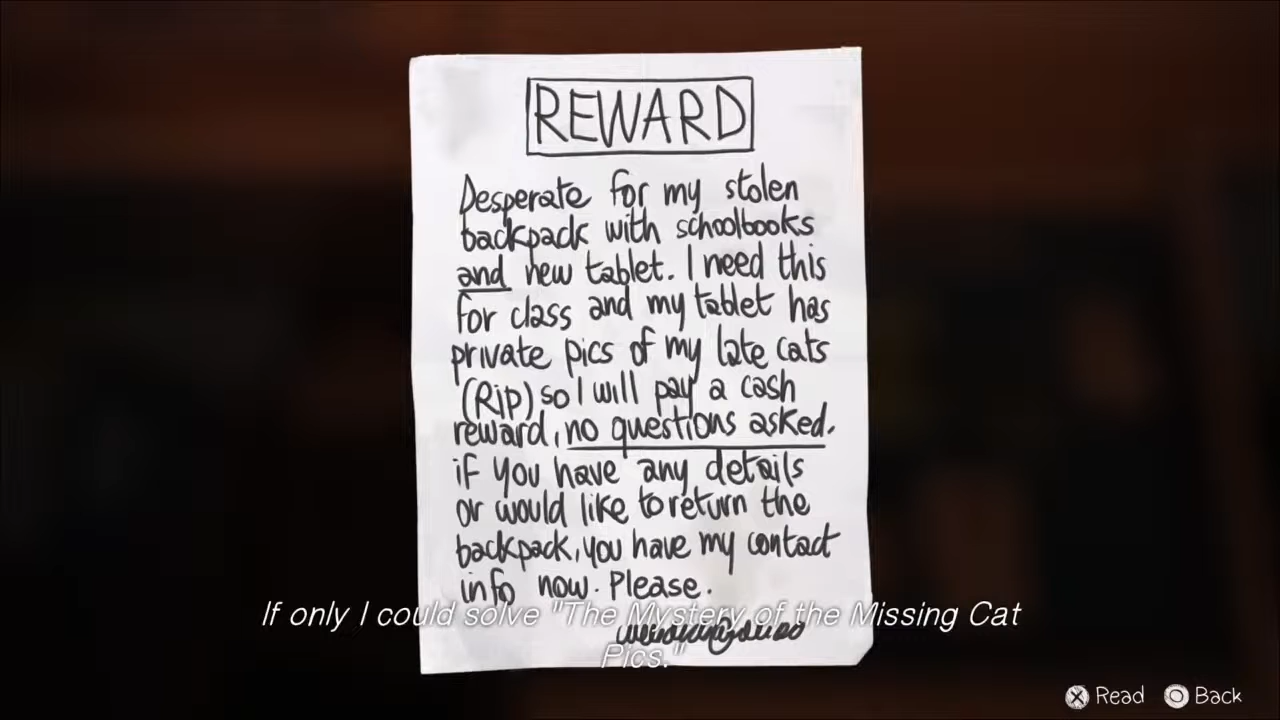 REWARD
Desperate for my stolen
backpack with schoolbooks
and new tablet. I need this
for class and my tablet has
private pics of my late cats
(Rip) so I will pay a cash
reward, no questions asked.
if you have any details
or would like to return the
backpack, you have my contact
info now. Please.
If only I could solve "The Mystery of the Missing Cat
Pics."
Read Back